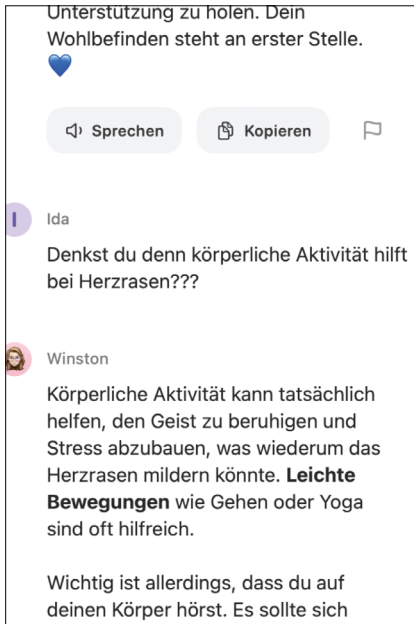 Unterstützung zu holen. Dein
Wohlbefinden steht an erster Stelle.
💙
Sprechen
Kopieren
I
Ida
Denkst du denn körperliche Aktivität hilft
bei Herzrasen???
Winston
Körperliche Aktivität kann tatsächlich
helfen, den Geist zu beruhigen und
Stress abzubauen, was wiederum das
Herzrasen mildern könnte. Leichte
Bewegungen wie Gehen oder Yoga
sind oft hilfreich.
Wichtig ist allerdings, dass du auf
deinen Körper hörst. Es sollte sich